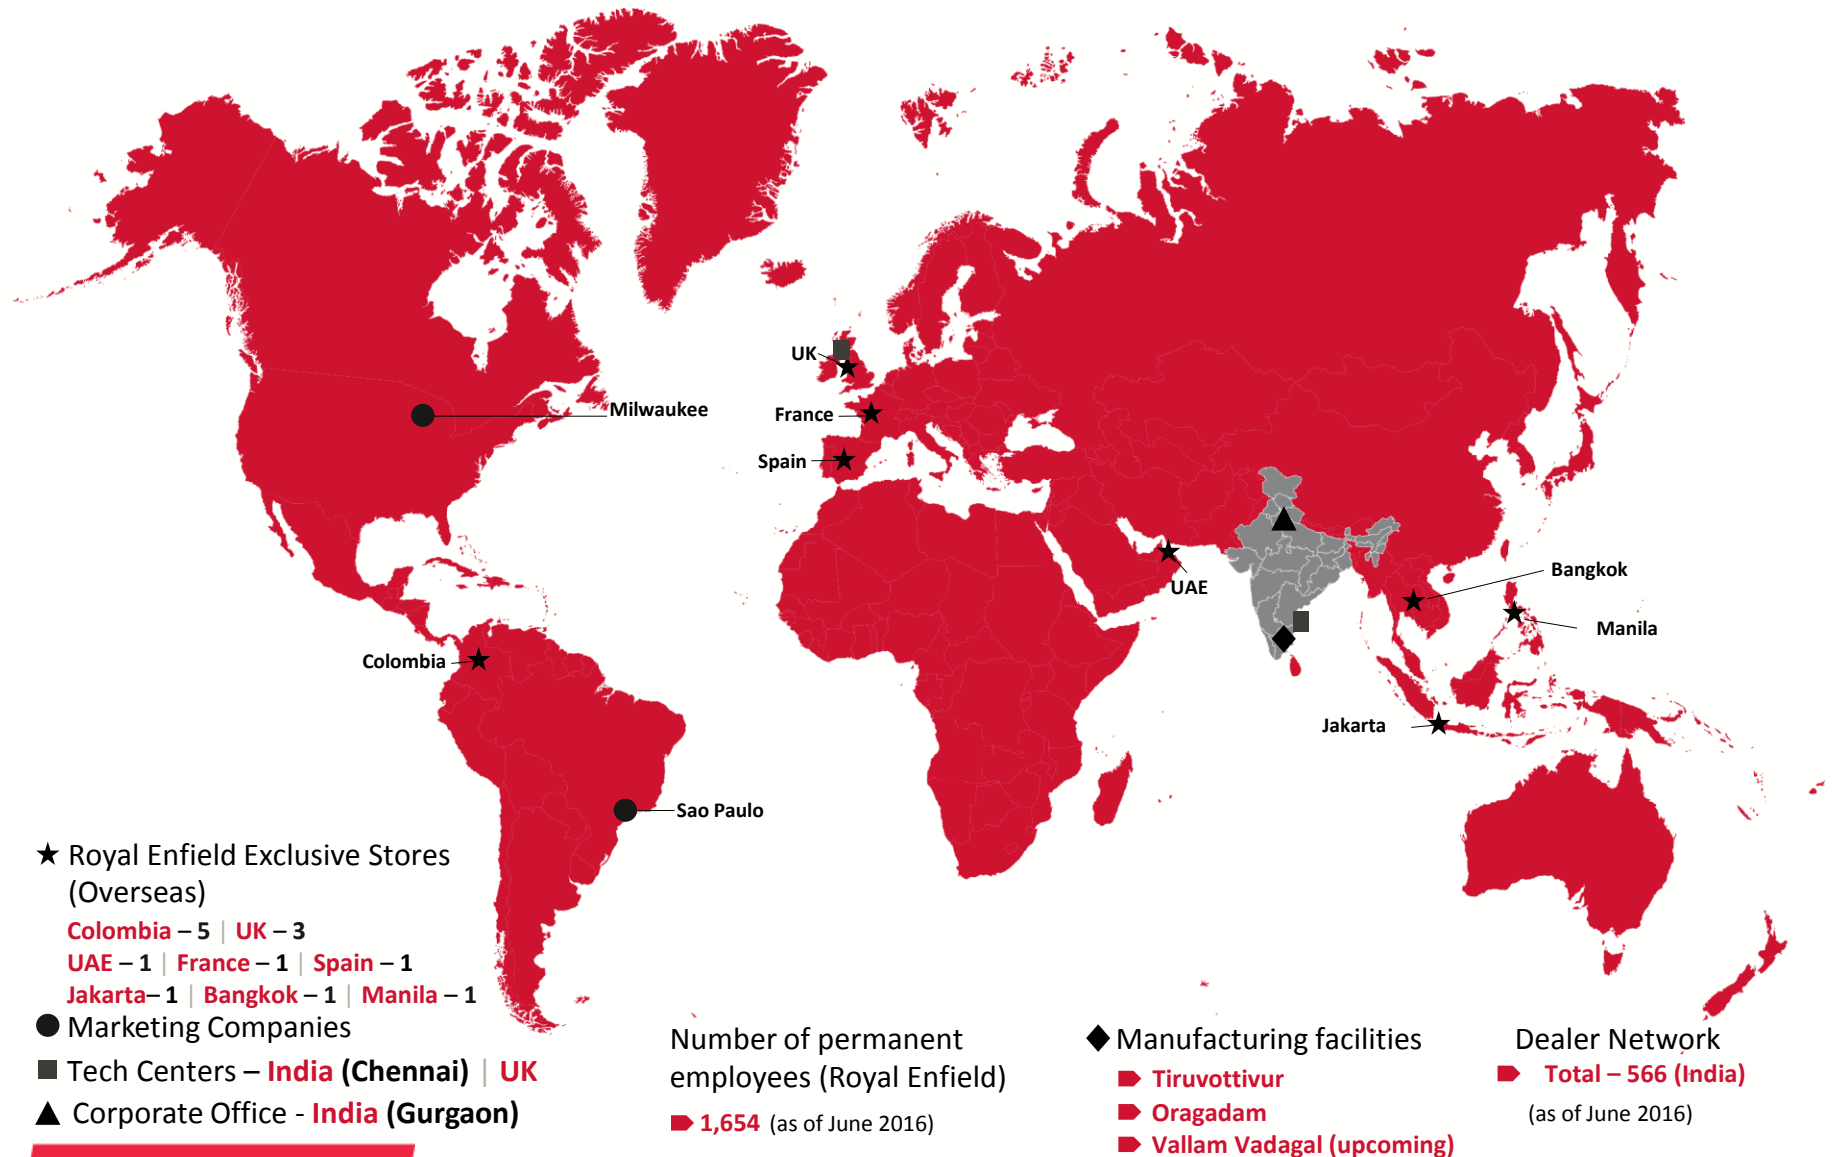 UK
Milwaukee
France
Spain
UAE
Bangkok
Manila
Colombia
Jakarta
Sao Paulo
Royal Enfield Exclusive Stores
(Overseas)
Colombia – 5 | UK – 3
UAE – 1 | France – 1 | Spain – 1
Jakarta– 1 | Bangkok – 1 | Manila – 1
Marketing Companies
Tech Centers – India (Chennai) | UK
Corporate Office - India (Gurgaon)
Number of permanent
employees (Royal Enfield)
1,654 (as of June 2016)
Manufacturing facilities
Tiruvottivur
Oragadam
Vallam Vadagal (upcoming)
Dealer Network
Total – 566 (India)
(as of June 2016)